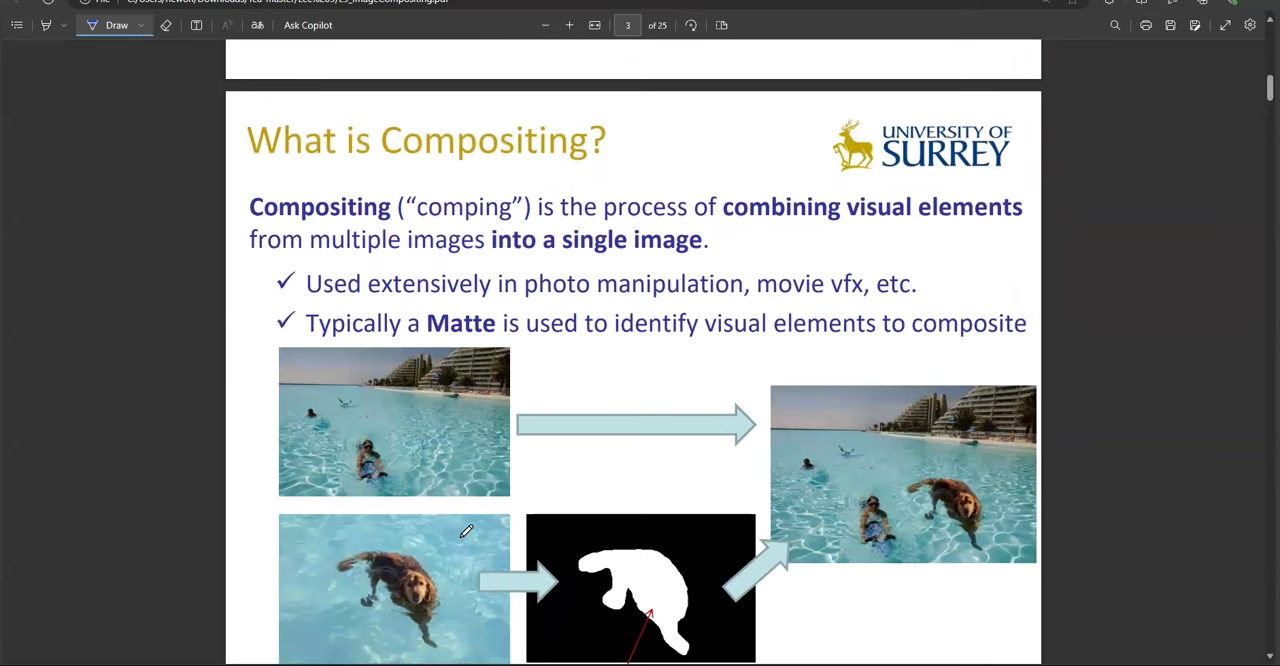 Draw
Ask Copilot
3 of 25
What is Compositing?
UNIVERSITY OF
SURREY
Compositing (“comping”) is the process of combining visual elements
from multiple images into a single image.
✓ Used extensively in photo manipulation, movie vfx, etc.
✓ Typically a Matte is used to identify visual elements to composite